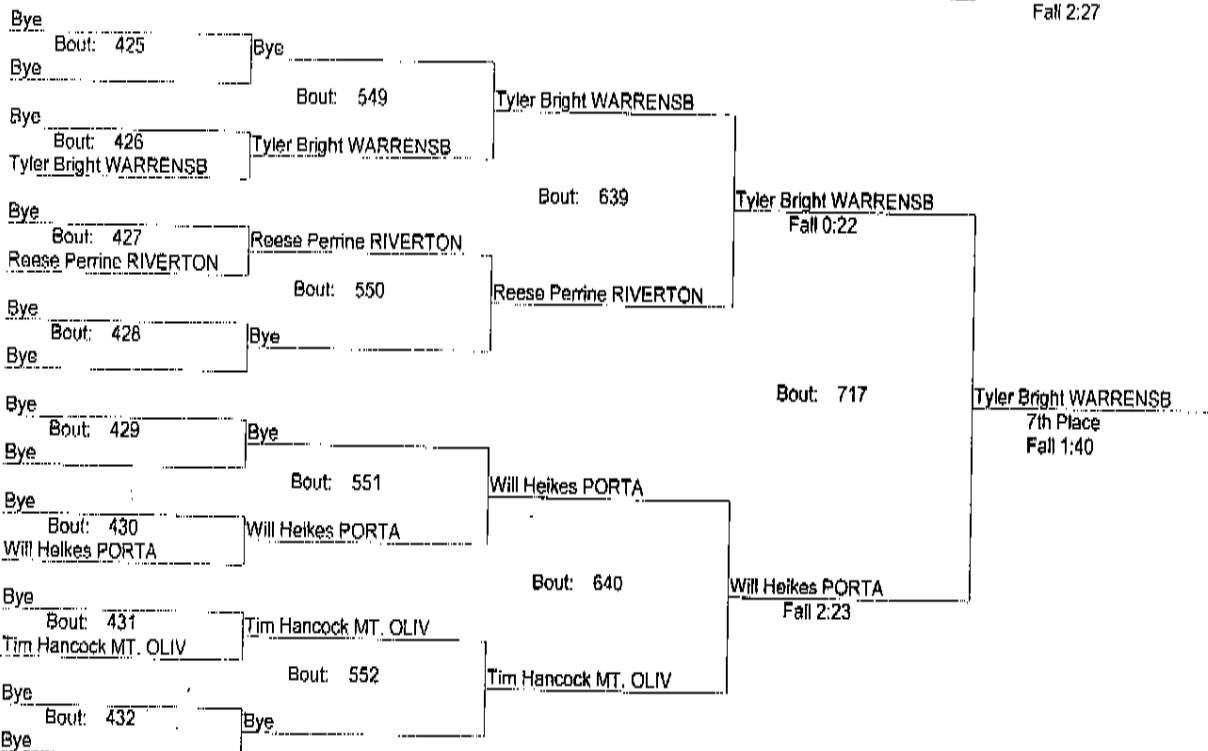 Fall 2:27
Bye
Bout: 425
Bye
Bye
Bout: 549
Tyler Bright WARRENSB
Bye
Bout: 426
Tyler Bright WARRENSB
Tyler Bright WARRENSB
Bout: 639
Tyler Bright WARRENSB
Fall 0:22
Bye
Bout: 427
Reese Perrine RIVERTON
Reese Perrine RIVERTON
Bout: 550
Reese Perrine RIVERTON
Bye
Bout: 428
Bye
Bye
Bout: 717
Tyler Bright WARRENSB
7th Place
Fall 1:40
Bye
Bout: 429
Bye
Bye
Bout: 551
Will Heikes PORTA
Bye
Bout: 430
Will Heikes PORTA
Will Heikes PORTA
Bout: 640
Will Heikes PORTA
Fall 2:23
Bye
Bout: 431
Tim Hancock MT. OLIV
Tim Hancock MT. OLIV
Bout: 552
Tim Hancock MT. OLIV
Bye
Bout: 432
Bye
Bye